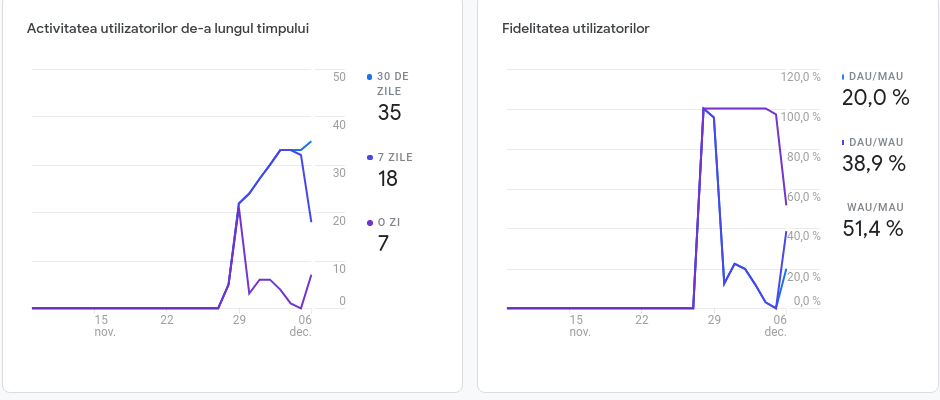 Activitatea utilizatorilor de-a lungul timpului
50
40
30
20
10
0
15
nov.
22
29
06
dec.
30 DE
ZILE
35
7 ZILE
18
O ZI
7
Fidelitatea utilizatorilor
120,0 %
100,0 %
80,0 %
60,0 %
40,0 %
20,0 %
0,0 %
15
nov.
22
29
06
dec.
DAU/MAU
20,0 %
DAU/WAU
38,9 %
WAU/MAU
51,4 %